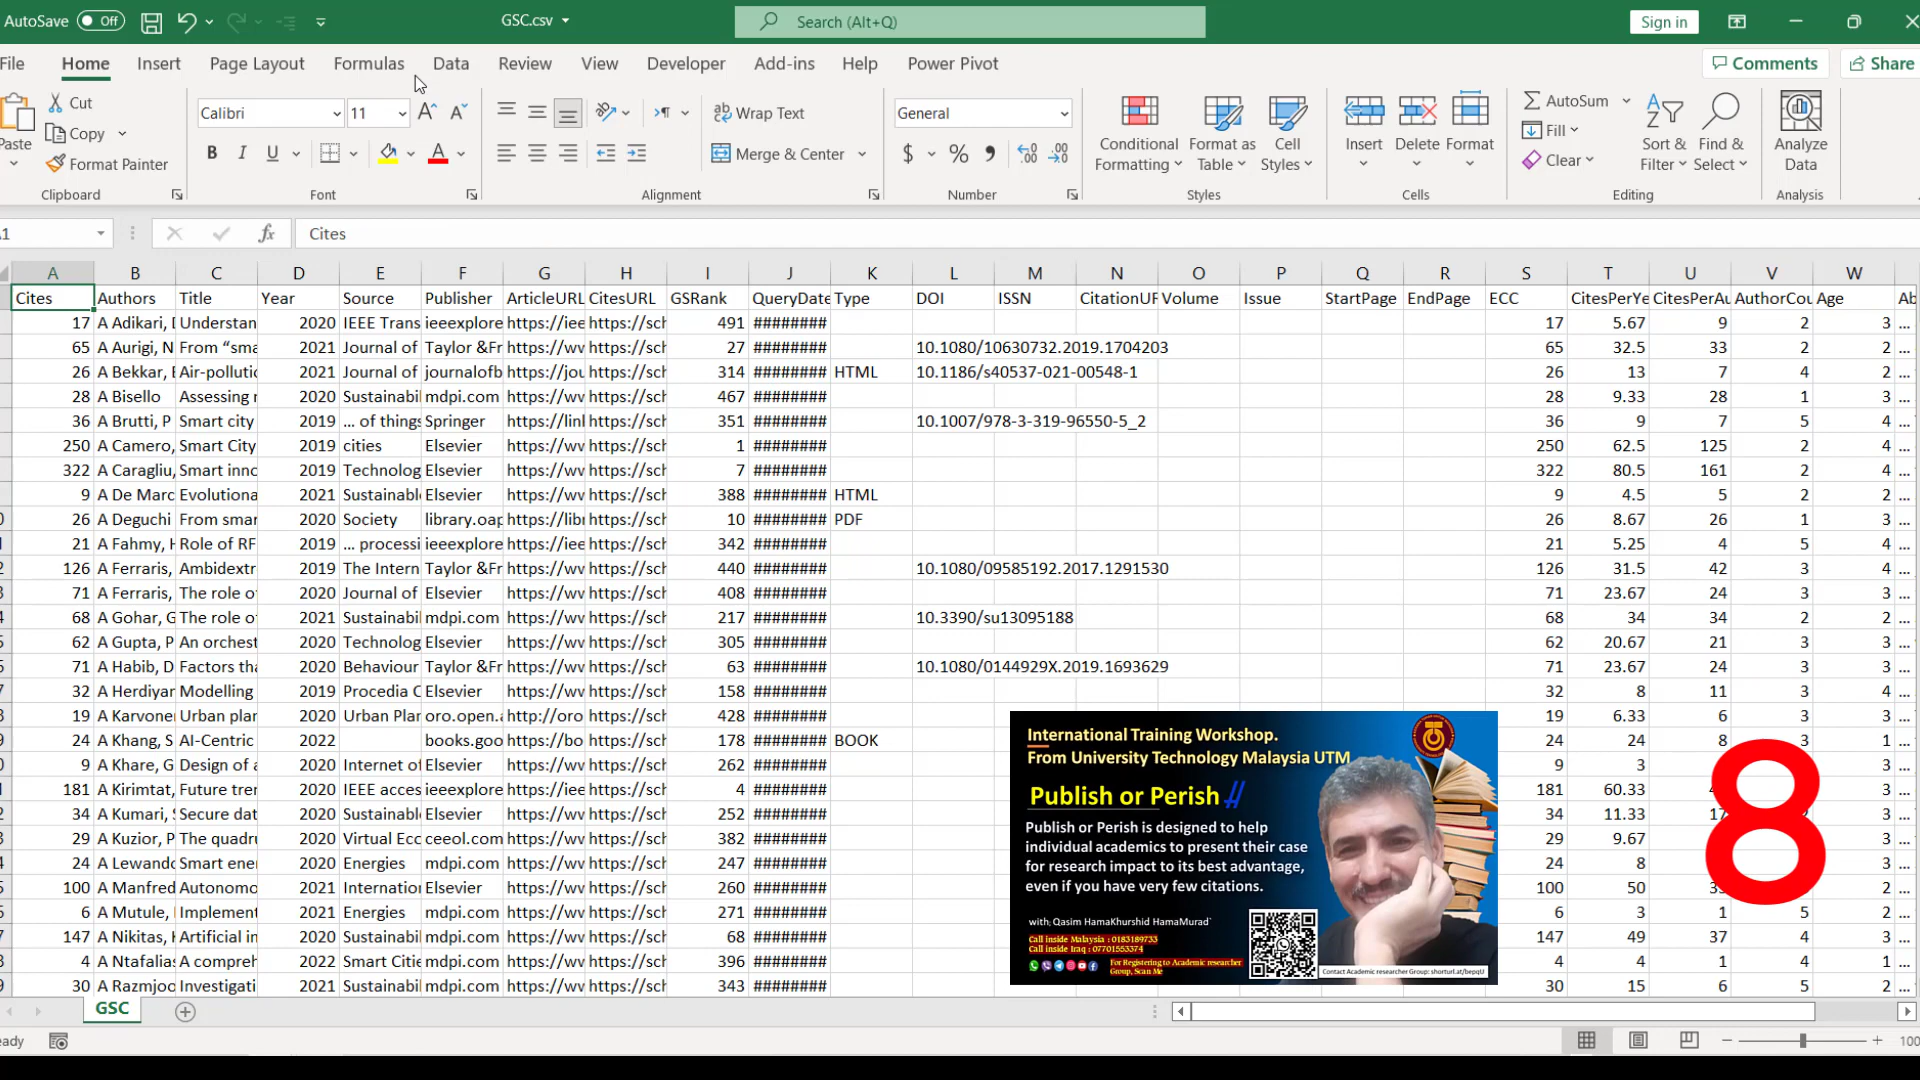 AutoSave Off GSC.csv Search (Alt+Q) Sign in
File Home Insert Page Layout Formulas Data Review View Developer Add-ins Help Power Pivot Comments Share
Cut Calibri 11 Wrap Text General AutoSum
Copy Fill
Paste Format Painter B I U Merge & Center $ % Conditional Formatting Format as Table Cell Styles Insert Delete Format Clear Sort & Filter Find & Select Analyze Data
Clipboard Font Alignment Number Styles Cells Editing Analysis
fx Cites
A B C D E F G H I J K L M N O P Q R S T U V W
Cites Authors Title Year Source Publisher ArticleURL CitesURL GSRank QueryDate Type DOI ISSN Volume Issue StartPage EndPage ECC CitesPerYe CitesPerAu AuthorCou Age Ab
17 A Adikari, Understan 2020 IEEE Trans ieeexplore https://iee https://sch 491 ######## 17 5.67 9 2 3 ...
65 A Aurigi, N From “sma 2021 Journal of Taylor &Fr https://wv https://sch 27 ######## 10.1080/10630732.2019.1704203 65 32.5 33 2 2 ...
26 A Bekkar, Air-pollutic 2021 Journal of journalofb https://jou https://sch 314 ######## HTML 10.1186/s40537-021-00548-1 26 13 7 4 2 ...
28 A Bisello Assessing 2020 Sustainabi mdpi.com https://wv https://sch 467 ######## 28 9.33 28 1 3 ...
36 A Brutti, P Smart city 2019 ... of things Springer https://linl https://sch 351 ######## 10.1007/978-3-319-96550-5_2 36 9 7 5 4 ...
250 A Camero, Smart City 2019 cities Elsevier https://wv https://sch 1 ######## 250 62.5 125 2 4 ...
322 A Caragliu, Smart inno 2019 Technolog Elsevier https://wv https://sch 7 ######## 322 80.5 161 2 4 ...
9 A De Marc Evolutiona 2021 Sustainabl Elsevier https://wv https://sch 388 ######## HTML 9 4.5 5 2 2 ...
26 A Deguchi From smar 2020 Society library.oap https://libr https://sch 10 ######## PDF 26 8.67 26 1 3 ...
21 A Fahmy, H Role of RF 2019 ... processi ieeexplore https://iee https://sch 342 ######## 21 5.25 4 5 4 ...
126 A Ferraris, Ambidextr 2019 The Intern Taylor &Fr https://wv https://sch 440 ######## 10.1080/09585192.2017.1291530 126 31.5 42 3 4 ...
71 A Ferraris, The role o 2020 Journal of Elsevier https://wv https://sch 408 ######## 71 23.67 24 3 3 ...
68 A Gohar, G The role o 2021 Sustainabi mdpi.com https://wv https://sch 217 ######## 10.3390/su13095188 68 34 34 2 2 ...
62 A Gupta, P An orchest 2020 Technolog Elsevier https://wv https://sch 305 ######## 62 20.67 21 3 3 ...
71 A Habib, D Factors tha 2020 Behaviour Taylor &Fr https://wv https://sch 63 ######## 10.1080/0144929X.2019.1693629 71 23.67 24 3 3 ...
32 A Herdiyar Modelling 2019 Procedia C Elsevier https://wv https://sch 158 ######## 32 8 11 3 4 ...
19 A Karvone Urban plar 2020 Urban Plar oro.open.a http://oro https://sch 428 ######## 19 6.33 6 3 3 ...
24 A Khang, S AI-Centric 2022 books.goo https://bo https://sch 178 ######## BOOK 24 24 8 3 1 ...
9 A Khare, G Design of a 2020 Internet of Elsevier https://wv https://sch 262 ######## 9 3 3 ...
181 A Kirimtat, Future tren 2020 IEEE acces ieeexplore https://iee https://sch 4 ######## 181 60.33 3 ...
34 A Kumari, S Secure dat 2020 Sustainabl Elsevier https://wv https://sch 252 ######## 34 11.33 17 3 ...
29 A Kuzior, P The quadru 2020 Virtual Ecc ceeol.com https://wv https://sch 382 ######## 29 9.67 3 ...
24 A Lewando Smart ener 2020 Energies mdpi.com https://wv https://sch 247 ######## 24 8 3 ...
100 A Manfred Autonomo 2021 Internatio Elsevier https://wv https://sch 260 ######## 100 50 2 ...
6 A Mutule, Implement 2021 Energies mdpi.com https://wv https://sch 271 ######## 6 3 1 5 2 ...
147 A Nikitas, Artificial in 2020 Sustainabi mdpi.com https://wv https://sch 68 ######## 147 49 37 4 3 ...
4 A Ntafalias A compreh 2022 Smart Citie mdpi.com https://wv https://sch 396 ######## 4 4 1 4 1 ...
30 A Razmjoo Investigati 2021 Sustainabi Elsevier https://wv https://sch 343 ######## 30 15 6 5 2 ...
International Training Workshop.
From University Technology Malaysia UTM
Publish or Perish //
Publish or Perish is designed to help
individual academics to present their case
for research impact to its best advantage,
even if you have very few citations.
with: Qasim HamaKhurshid HamaMurad`
Call inside Malaysia : 0183189733
Call inside Iraq : 07701553374
For Registering to Academic researcher
Group, Scan Me
Contact Academic researcher Group: shorturl.at/bepqU
8
GSC
100